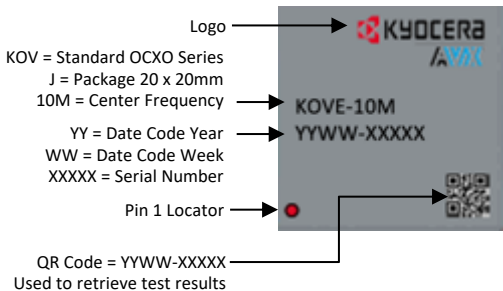 Logo
KYOCERA
AVX
KOV = Standard OCXO Series
J = Package 20 x 20mm
10M = Center Frequency
KOVE-10M
YY = Date Code Year
WW = Date Code Week
XXXXX = Serial Number
YYWW-XXXXX
Pin 1 Locator
QR Code = YYWW-XXXXX
Used to retrieve test results